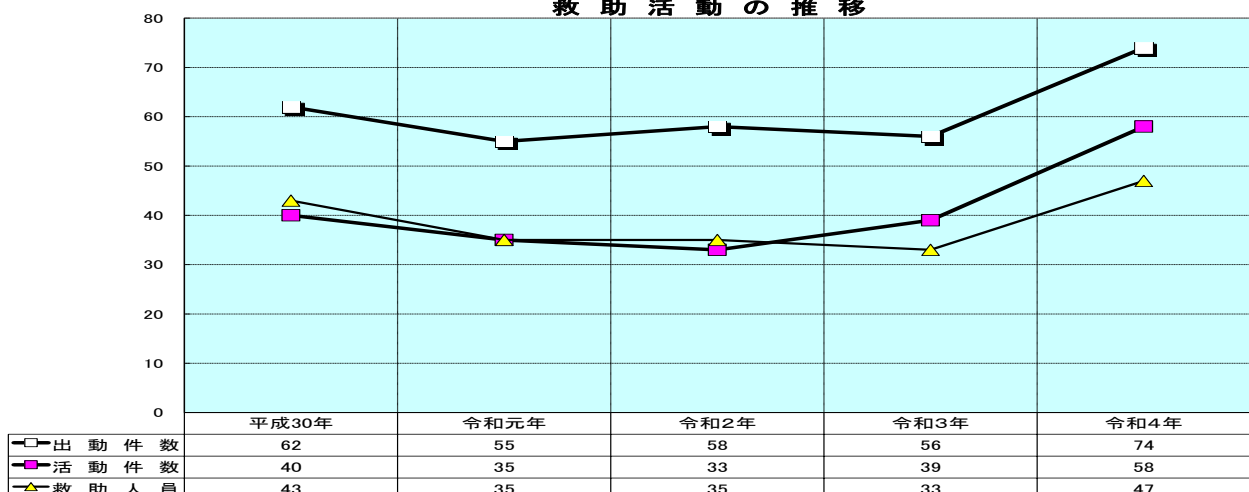 救助活動の推移
80
70
60
50
40
30
20
10
0
平成30年 令和元年 令和2年 令和3年 令和4年
出動件数 62 55 58 56 74
活動件数 40 35 33 39 58
救助人員 43 35 35 33 47